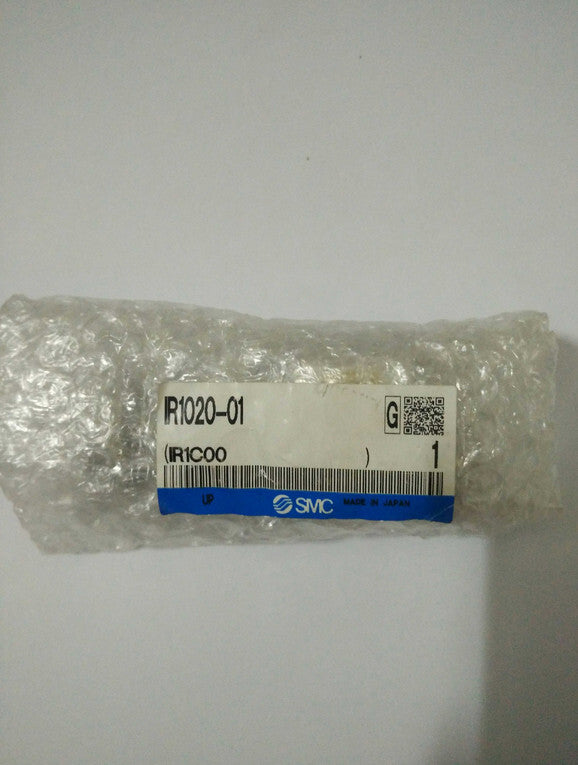 IR1020-01
G
(IR1C00 ) 1
UP SMC MADE IN JAPAN